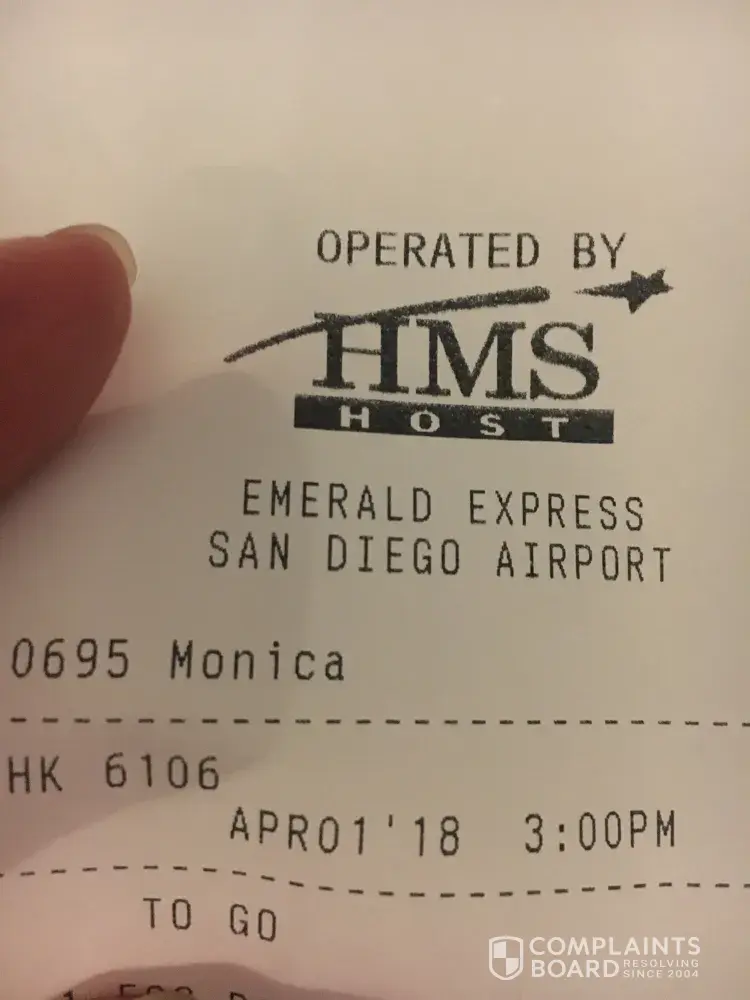 OPERATED BY
HMS
HOST
EMERALD EXPRESS
SAN DIEGO AIRPORT
0695 Monica
HK 6106
APR01'18 3:00PM
TO GO
COMPLAINTS
BOARD RESOLVING
SINCE 2004